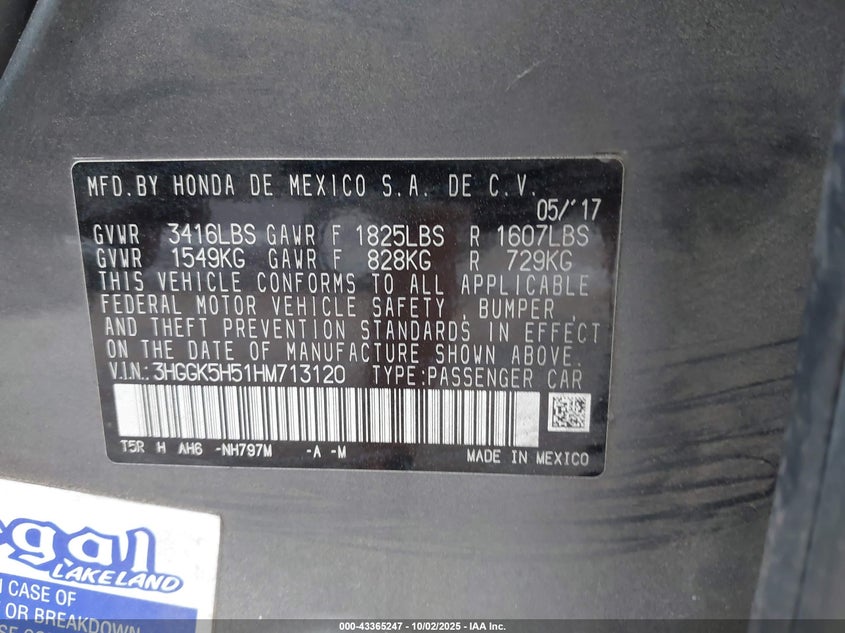 MFD.BY HONDA DE MEXICO S.A. DE C.V.
05/'17
GVWR 3416LBS GAWR F 1825LBS R 1607LBS
GVWR 1549KG GAWR F 828KG R 729KG
THIS VEHICLE CONFORMS TO ALL APPLICABLE
FEDERAL MOTOR VEHICLE SAFETY , BUMPER ,
AND THEFT PREVENTION STANDARDS IN EFFECT
ON THE DATE OF MANUFACTURE SHOWN ABOVE.
V.I.N.: 3HGGK5H51HM713120 TYPE:PASSENGER CAR
T5R H AH6 -NH797M -A -M
MADE IN MEXICO
egal
LAKELAND
CASE OF
OR BREAKDOWN
000-43365247 - 10/02/2025 - IAA Inc.